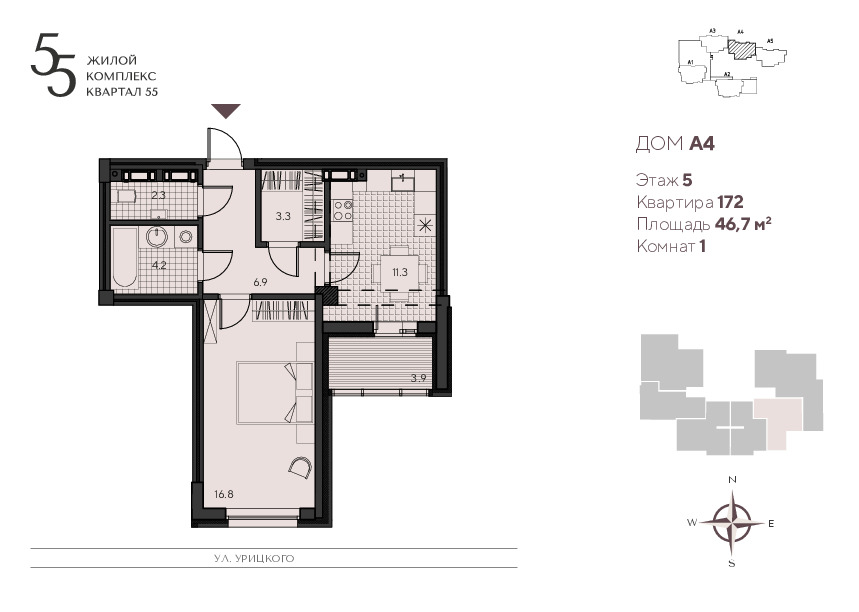 55
ЖИЛОЙ
КОМПЛЕКС
КВАРТАЛ 55
A3
A4
A5
A1
A2
ДОМ A4
Этаж 5
Квартира 172
Площадь 46,7 м²
Комнат 1
2.3
3.3
4.2
6.9
11.3
3.9
16.8
N
W
E
S
УЛ. УРИЦКОГО